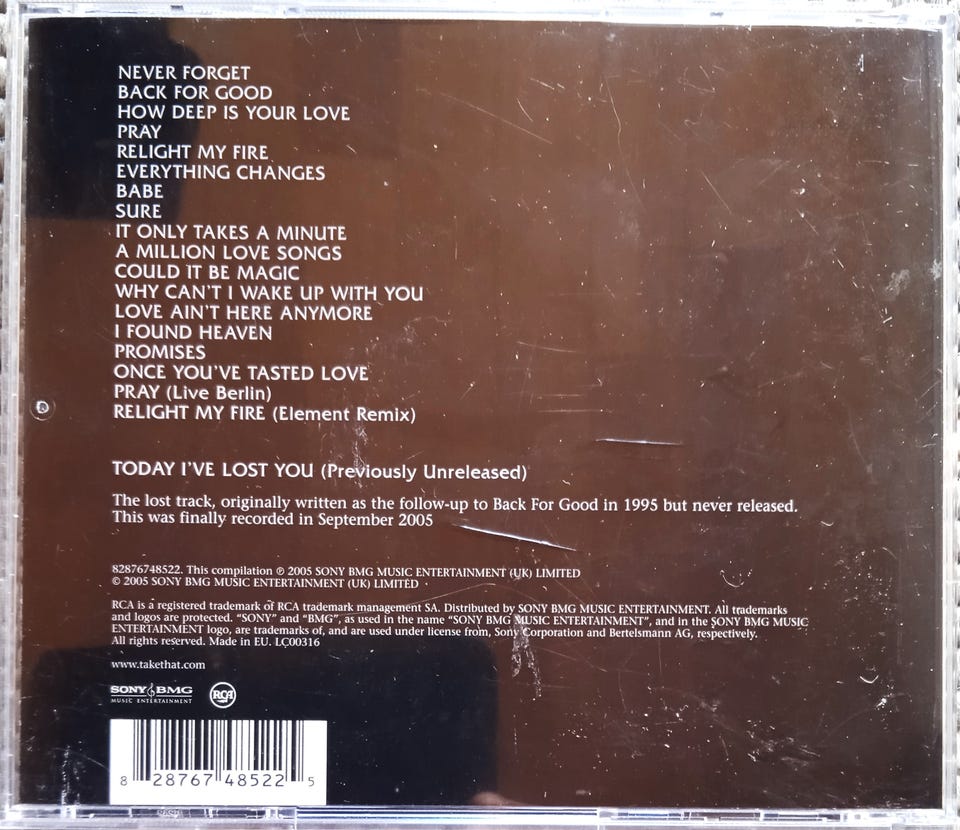 NEVER FORGET
BACK FOR GOOD
HOW DEEP IS YOUR LOVE
PRAY
RELIGHT MY FIRE
EVERYTHING CHANGES
BABE
SURE
IT ONLY TAKES A MINUTE
A MILLION LOVE SONGS
COULD IT BE MAGIC
WHY CAN'T I WAKE UP WITH YOU
LOVE AIN'T HERE ANYMORE
I FOUND HEAVEN
PROMISES
ONCE YOU'VE TASTED LOVE
PRAY (Live Berlin)
RELIGHT MY FIRE (Element Remix)
TODAY I'VE LOST YOU (Previously Unreleased)
The lost track, originally written as the follow-up to Back For Good in 1995 but never released.
This was finally recorded in September 2005
82876748522. This compilation ℗ 2005 SONY BMG MUSIC ENTERTAINMENT (UK) LIMITED
© 2005 SONY BMG MUSIC ENTERTAINMENT (UK) LIMITED
RCA is a registered trademark of RCA trademark management SA. Distributed by SONY BMG MUSIC ENTERTAINMENT. All trademarks
and logos are protected. "SONY" and "BMG", as used in the name "SONY BMG MUSIC ENTERTAINMENT", and in the SONY BMG MUSIC
ENTERTAINMENT logo, are trademarks of, and are used under license from, Sony Corporation and Bertelsmann AG, respectively.
All rights reserved. Made in EU. LC00316
www.takethat.com
SONY BMG
MUSIC ENTERTAINMENT
RCA
8 28767 48522 5